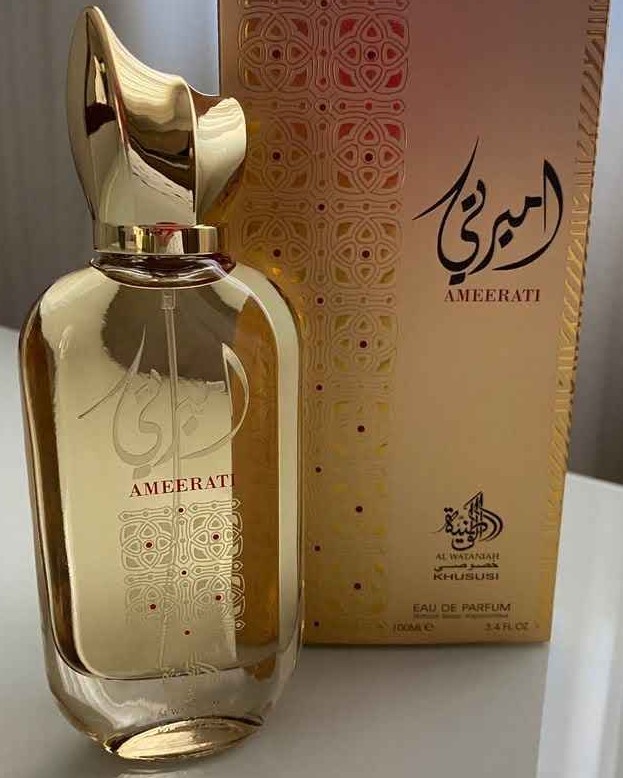 اميرتي
AMEERATI
الوطنية
AL WATANIAH
خصوصي
KHUSUSI
EAU DE PARFUM
100ML e
3.4 FL.OZ
اميرتي
AMEERATI